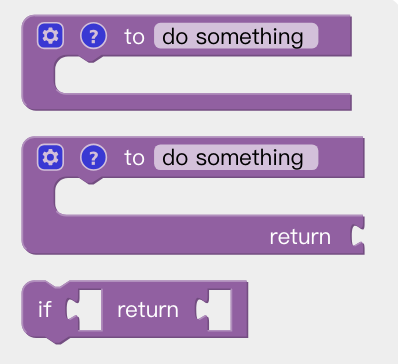 ? to do something
? to do something
return
if return